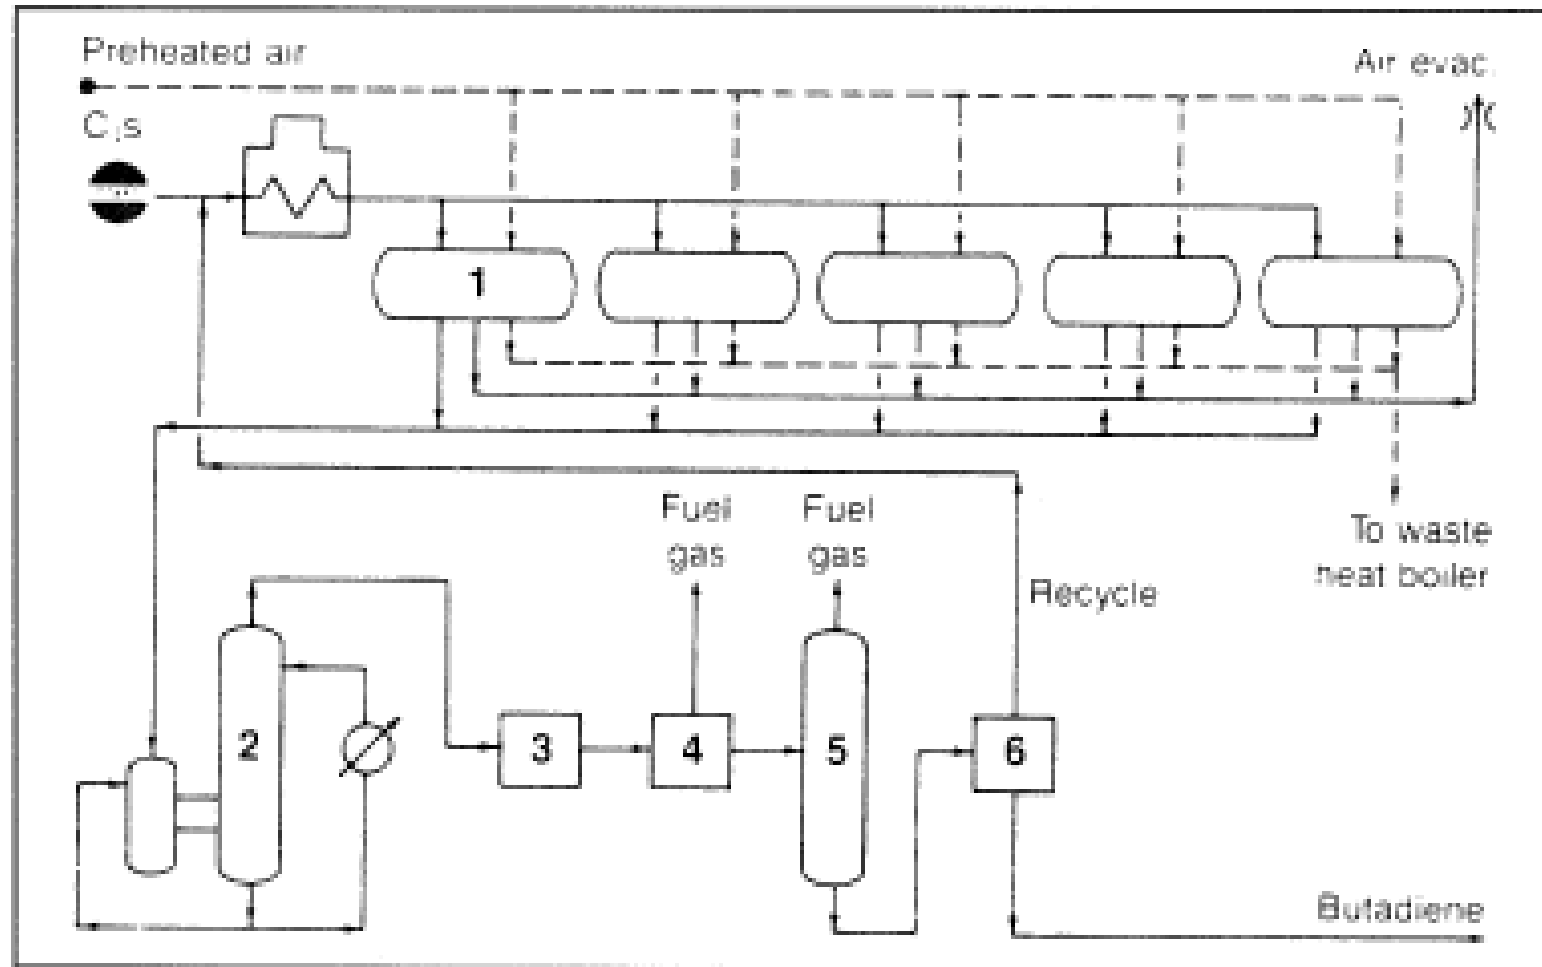 Preheated air
Air evac.
C₄s
1
Fuel
gas
Fuel
gas
To waste
heat boiler
Recycle
2
3
4
5
6
Butadiene